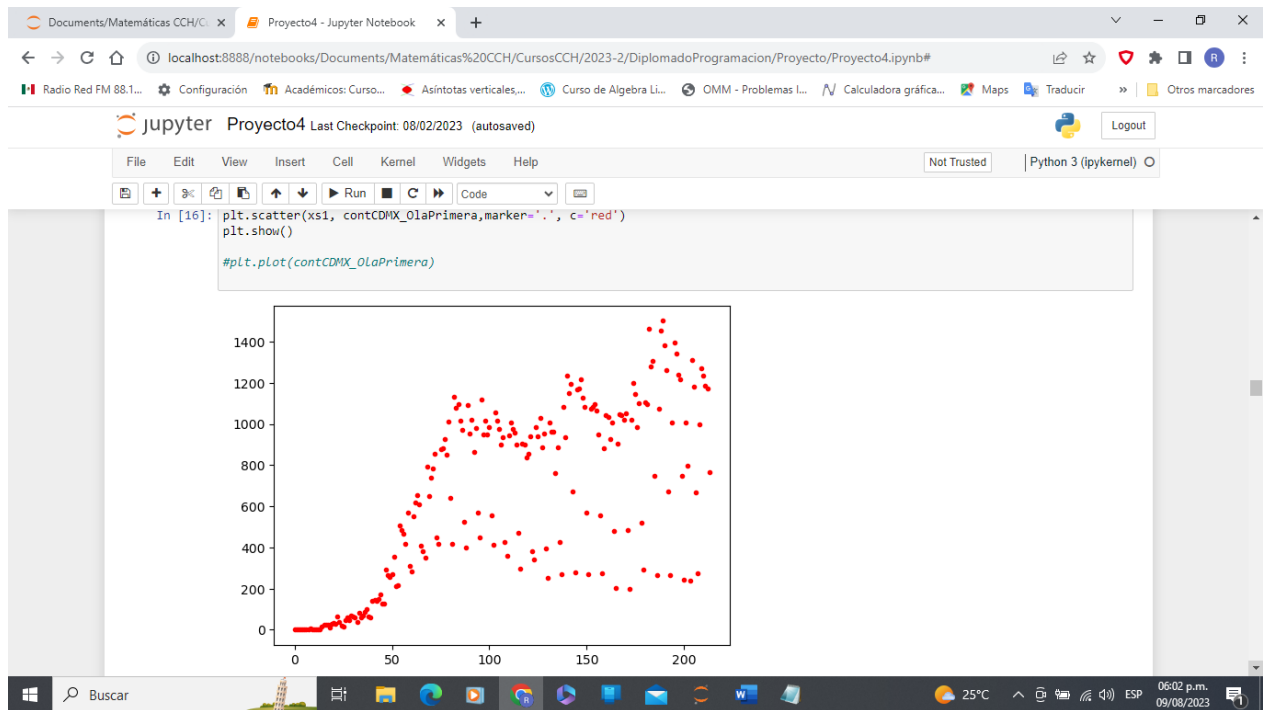 Documents/Matemáticas CCH/Cu
Proyecto4 - Jupyter Notebook
localhost:8888/notebooks/Documents/Matemáticas%20CCH/CursosCCH/2023-2/DiplomadoProgramacion/Proyecto/Proyecto4.ipynb#
R
Radio Red FM 88.1... Configuración Académicos: Curso... Asíntotas verticales,... Curso de Algebra Li... OMM - Problemas I... Calculadora gráfica... Maps Traducir » Otros marcadores
jupyter Proyecto4 Last Checkpoint: 08/02/2023 (autosaved) Logout
File Edit View Insert Cell Kernel Widgets Help Not Trusted Python 3 (ipykernel)
Run Code
In [16]: plt.scatter(xs1, contCDMX_OlaPrimera,marker='.', c='red')
plt.show()
#plt.plot(contCDMX_OlaPrimera)
1400
1200
1000
800
600
400
200
0
0 50 100 150 200
Buscar 25°C ESP 06:02 p.m.
09/08/2023
1